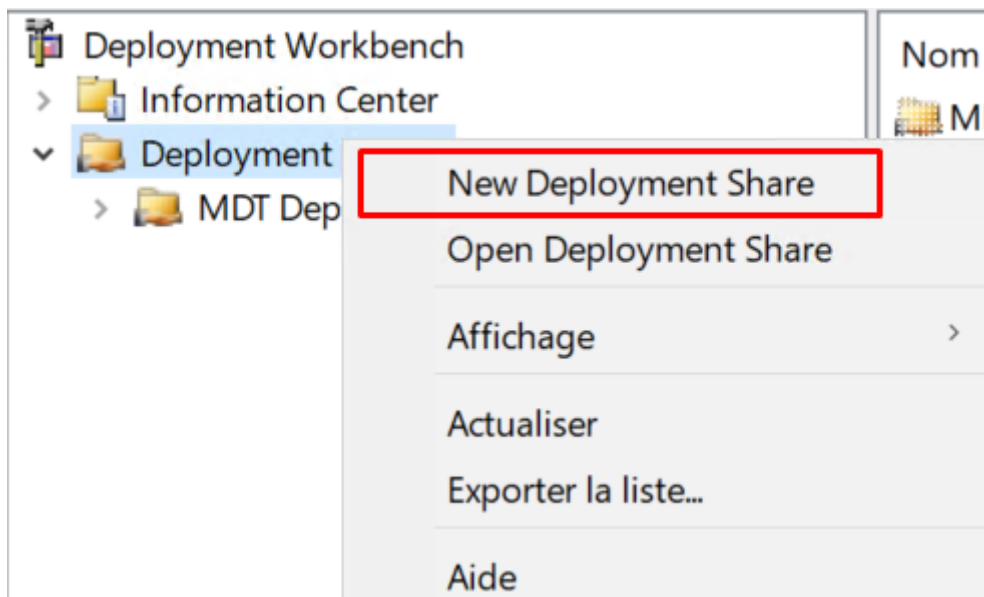 Deployment Workbench
Information Center
Deployment
MDT Dep
Nom
M
New Deployment Share
Open Deployment Share
Affichage
Actualiser
Exporter la liste...
Aide